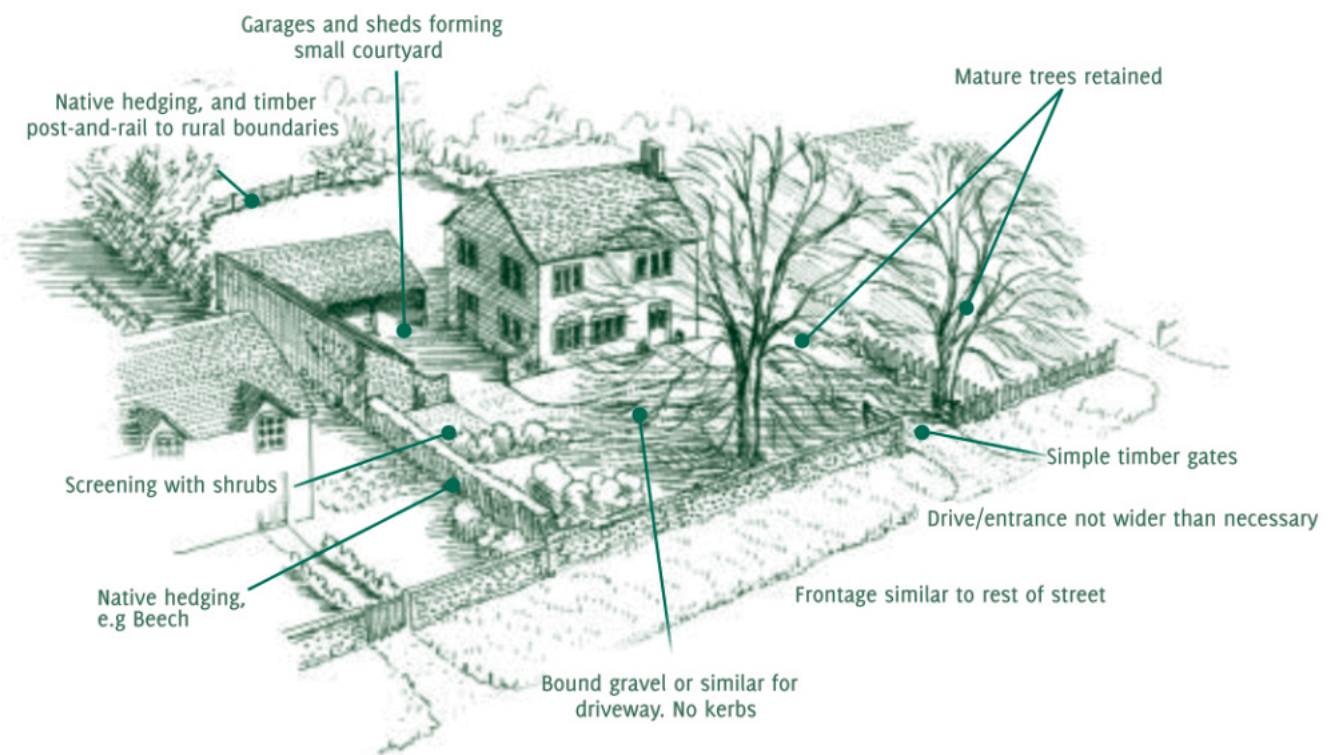 Garages and sheds forming
small courtyard
Native hedging, and timber
post-and-rail to rural boundaries
Mature trees retained
Screening with shrubs
Simple timber gates
Drive/entrance not wider than necessary
Native hedging,
e.g Beech
Frontage similar to rest of street
Bound gravel or similar for
driveway. No kerbs